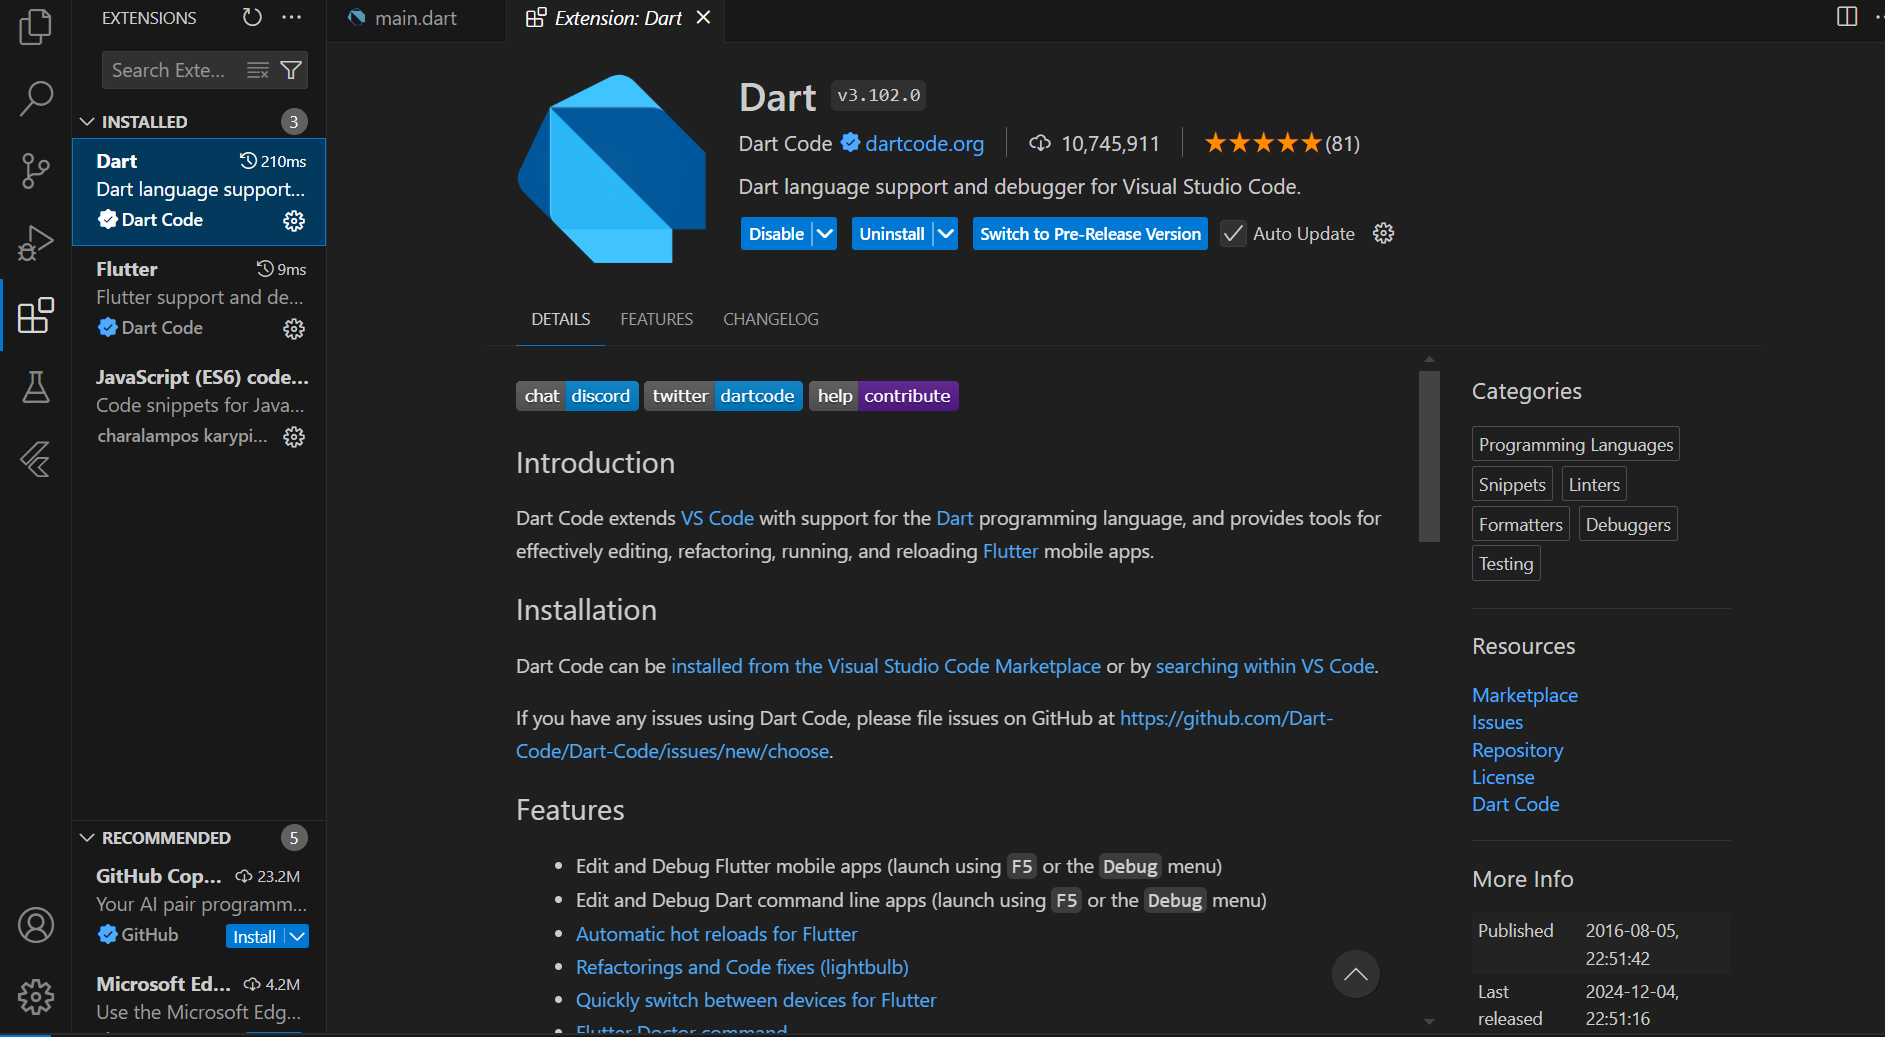 EXTENSIONS
Search Exte...
INSTALLED 3
Dart 210ms
Dart language support...
Dart Code
Flutter 9ms
Flutter support and de...
Dart Code
JavaScript (ES6) code...
Code snippets for Java...
charalampos karypi...
RECOMMENDED 5
GitHub Cop... 23.2M
Your AI pair programm...
GitHub Install
Microsoft Ed... 4.2M
Use the Microsoft Edg...
main.dart
Extension: Dart
Dart v3.102.0
Dart Code dartcode.org 10,745,911 (81)
Dart language support and debugger for Visual Studio Code.
Disable Uninstall Switch to Pre-Release Version Auto Update
DETAILS FEATURES CHANGELOG
chat discord twitter dartcode help contribute
Introduction
Dart Code extends VS Code with support for the Dart programming language, and provides tools for
effectively editing, refactoring, running, and reloading Flutter mobile apps.
Installation
Dart Code can be installed from the Visual Studio Code Marketplace or by searching within VS Code.
If you have any issues using Dart Code, please file issues on GitHub at https://github.com/Dart-
Code/Dart-Code/issues/new/choose.
Features
• Edit and Debug Flutter mobile apps (launch using F5 or the Debug menu)
• Edit and Debug Dart command line apps (launch using F5 or the Debug menu)
• Automatic hot reloads for Flutter
• Refactorings and Code fixes (lightbulb)
• Quickly switch between devices for Flutter
• Flutter Doctor command
Categories
Programming Languages
Snippets Linters
Formatters Debuggers
Testing
Resources
Marketplace
Issues
Repository
License
Dart Code
More Info
Published 2016-08-05,
22:51:42
Last 2024-12-04,
released 22:51:16